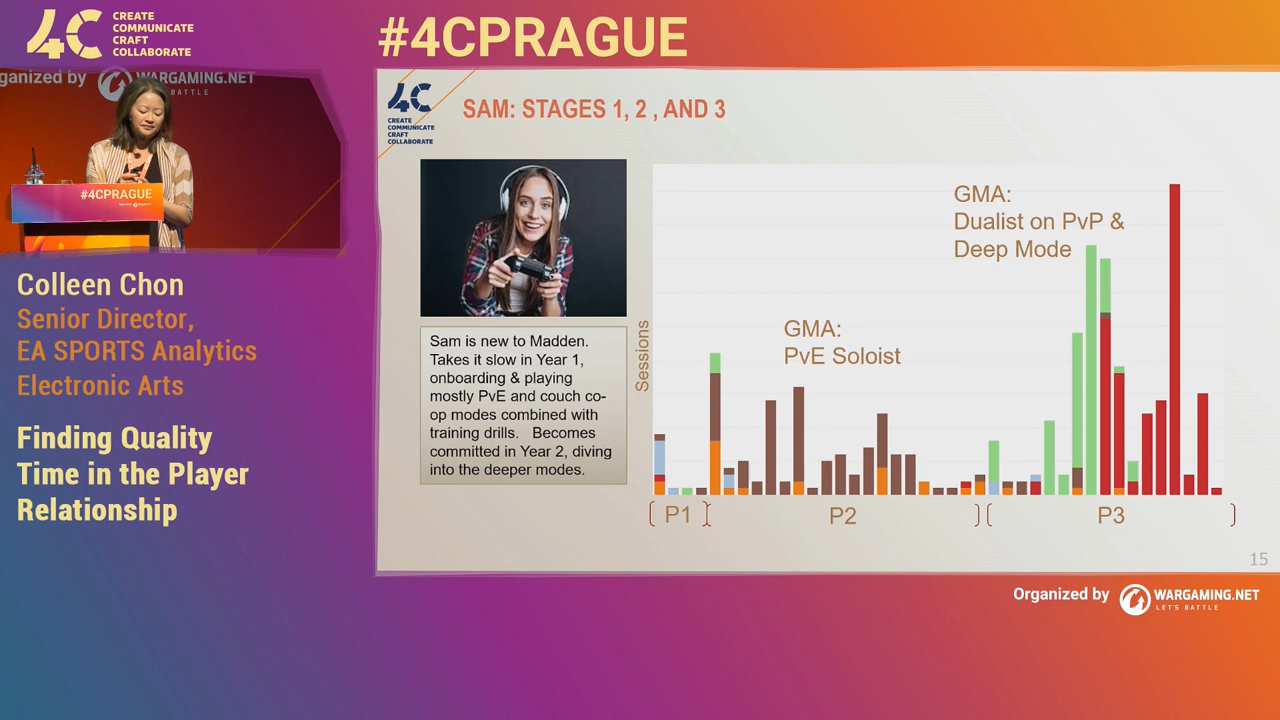 4C
CREATE
COMMUNICATE
CRAFT
COLLABORATE
#4CPRAGUE
ganized by WARGAMING.NET
BATTLE
#4CPRAGUE
Colleen Chon
Senior Director,
EA SPORTS Analytics
Electronic Arts
Finding Quality
Time in the Player
Relationship
4C
CREATE
COMMUNICATE
CRAFT
COLLABORATE
SAM: STAGES 1, 2 , AND 3
Sam is new to Madden.
Takes it slow in Year 1,
onboarding & playing
mostly PvE and couch co-
op modes combined with
training drills. Becomes
committed in Year 2, diving
into the deeper modes.
Sessions
GMA:
PvE Soloist
GMA:
Dualist on PvP &
Deep Mode
P1
P2
P3
15
Organized by WARGAMING.NET
LET'S BATTLE